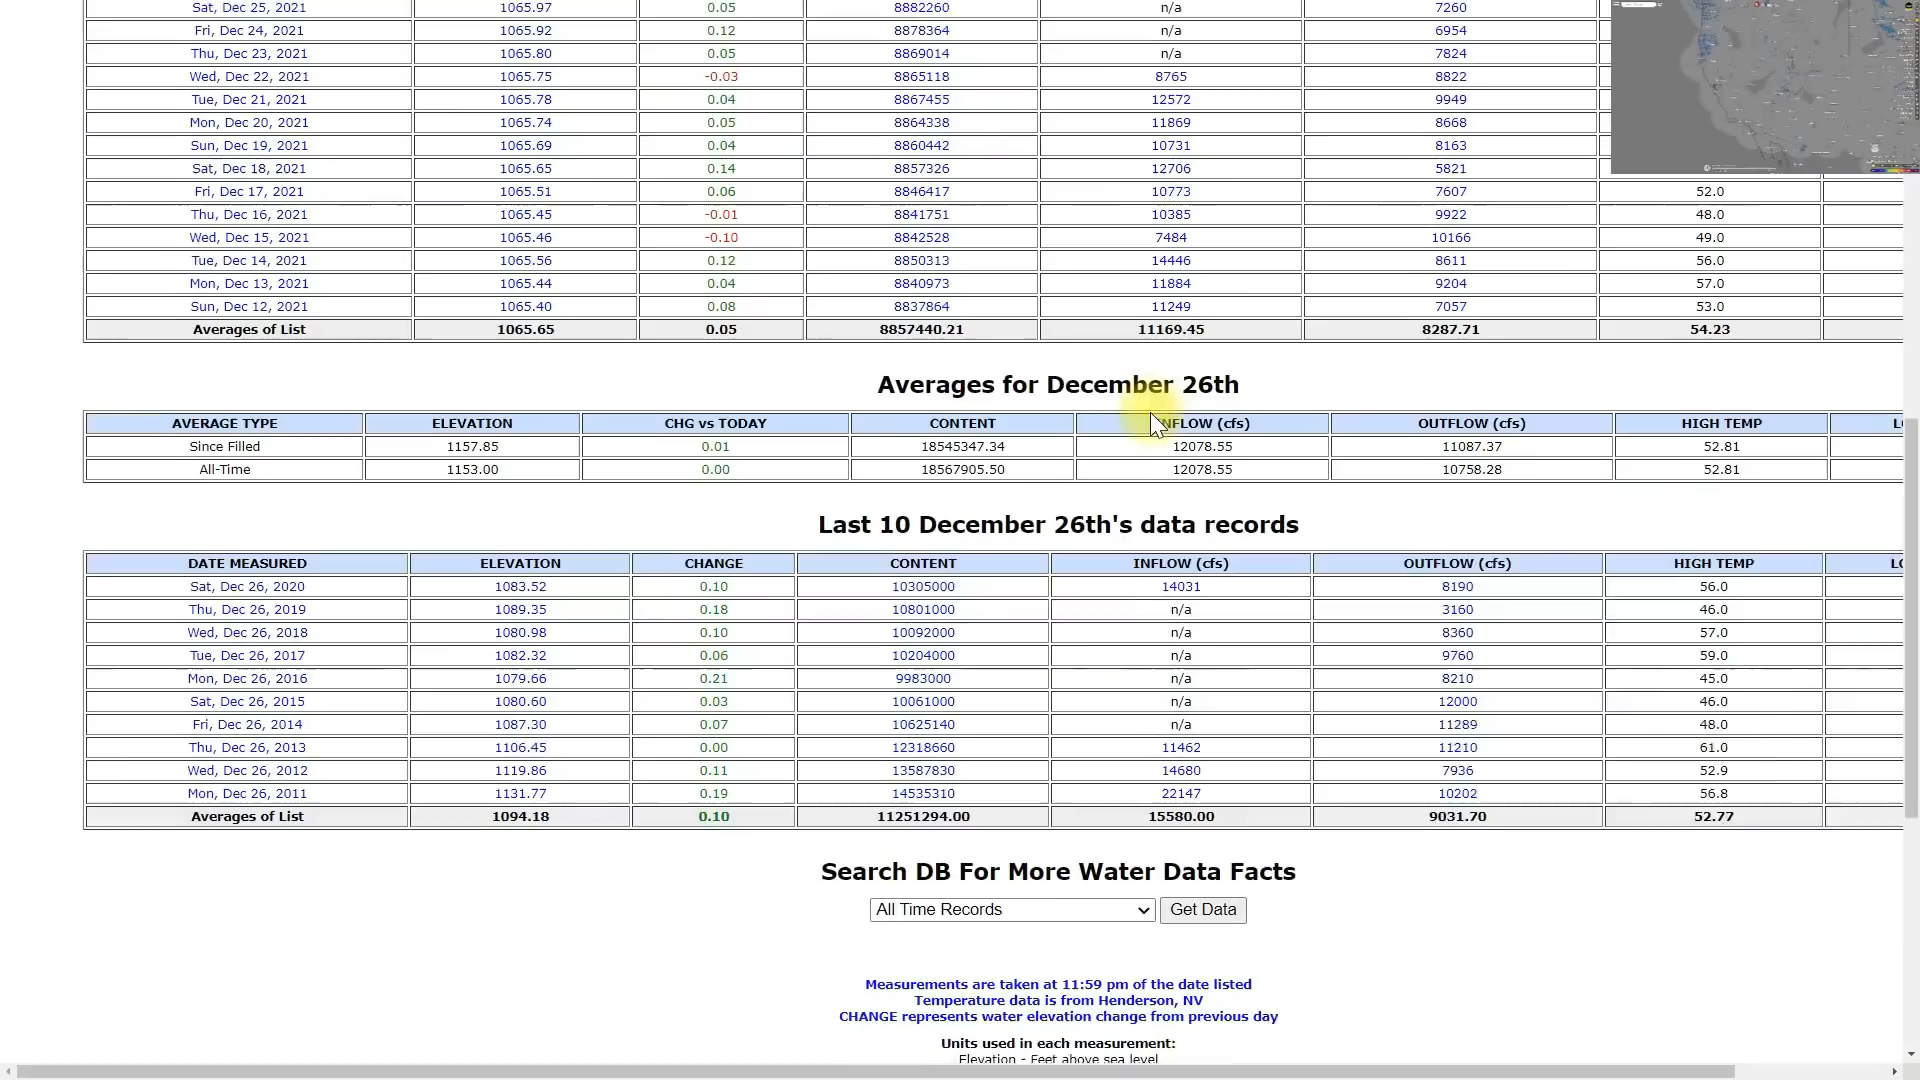 Sat, Dec 25, 2021 1065.97 0.05 8882260 n/a 7260
Fri, Dec 24, 2021 1065.92 0.12 8878364 n/a 6954
Thu, Dec 23, 2021 1065.80 0.05 8869014 n/a 7824
Wed, Dec 22, 2021 1065.75 -0.03 8865118 8765 8822
Tue, Dec 21, 2021 1065.78 0.04 8867455 12572 9949
Mon, Dec 20, 2021 1065.74 0.05 8864338 11869 8668
Sun, Dec 19, 2021 1065.69 0.04 8860442 10731 8163
Sat, Dec 18, 2021 1065.65 0.14 8857326 12706 5821
Fri, Dec 17, 2021 1065.51 0.06 8846417 10773 7607 52.0
Thu, Dec 16, 2021 1065.45 -0.01 8841751 10385 9922 48.0
Wed, Dec 15, 2021 1065.46 -0.10 8842528 7484 10166 49.0
Tue, Dec 14, 2021 1065.56 0.12 8850313 14446 8611 56.0
Mon, Dec 13, 2021 1065.44 0.04 8840973 11884 9204 57.0
Sun, Dec 12, 2021 1065.40 0.08 8837864 11249 7057 53.0
Averages of List 1065.65 0.05 8857440.21 11169.45 8287.71 54.23
Averages for December 26th
AVERAGE TYPE ELEVATION CHG vs TODAY CONTENT INFLOW (cfs) OUTFLOW (cfs) HIGH TEMP
Since Filled 1157.85 0.01 18545347.34 12078.55 11087.37 52.81
All-Time 1153.00 0.00 18567905.50 12078.55 10758.28 52.81
Last 10 December 26th's data records
DATE MEASURED ELEVATION CHANGE CONTENT INFLOW (cfs) OUTFLOW (cfs) HIGH TEMP
Sat, Dec 26, 2020 1083.52 0.10 10305000 14031 8190 56.0
Thu, Dec 26, 2019 1089.35 0.18 10801000 n/a 3160 46.0
Wed, Dec 26, 2018 1080.98 0.10 10092000 n/a 8360 57.0
Tue, Dec 26, 2017 1082.32 0.06 10204000 n/a 9760 59.0
Mon, Dec 26, 2016 1079.66 0.21 9983000 n/a 8210 45.0
Sat, Dec 26, 2015 1080.60 0.03 10061000 n/a 12000 46.0
Fri, Dec 26, 2014 1087.30 0.07 10625140 n/a 11289 48.0
Thu, Dec 26, 2013 1106.45 0.00 12318660 11462 11210 61.0
Wed, Dec 26, 2012 1119.86 0.11 13587830 14680 7936 52.9
Mon, Dec 26, 2011 1131.77 0.19 14535310 22147 10202 56.8
Averages of List 1094.18 0.10 11251294.00 15580.00 9031.70 52.77
Search DB For More Water Data Facts
All Time Records Get Data
Measurements are taken at 11:59 pm of the date listed
Temperature data is from Henderson, NV
CHANGE represents water elevation change from previous day
Units used in each measurement:
Elevation - Feet above sea level